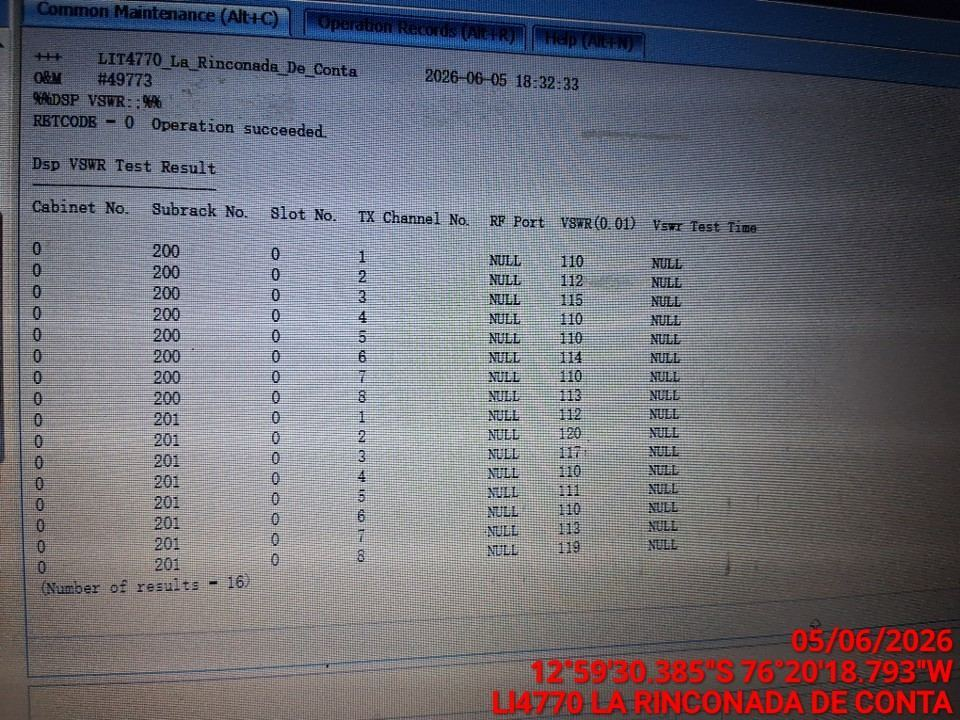 Common Maintenance (Alt+C) Operation Records (Alt+R) Help (Alt+N)
+++ LIT4770_La_Rinconada_De_Conta 2026-06-05 18:32:33
O&M #49773
%%DSP VSWR:;%%
RETCODE = 0 Operation succeeded.
Dsp VSWR Test Result
Cabinet No. Subrack No. Slot No. TX Channel No. RF Port VSWR(0.01) Vswr Test Time
0 200 0 1 NULL 110 NULL
0 200 0 2 NULL 112 NULL
0 200 0 3 NULL 115 NULL
0 200 0 4 NULL 110 NULL
0 200 0 5 NULL 110 NULL
0 200 0 6 NULL 114 NULL
0 200 0 7 NULL 110 NULL
0 200 0 8 NULL 113 NULL
0 201 0 1 NULL 112 NULL
0 201 0 2 NULL 120 NULL
0 201 0 3 NULL 117 NULL
0 201 0 4 NULL 110 NULL
0 201 0 5 NULL 111 NULL
0 201 0 6 NULL 110 NULL
0 201 0 7 NULL 113 NULL
0 201 0 8 NULL 119 NULL
(Number of results = 16)
05/06/2026
12°59'30.385"S 76°20'18.793"W
LI4770 LA RINCONADA DE CONTA